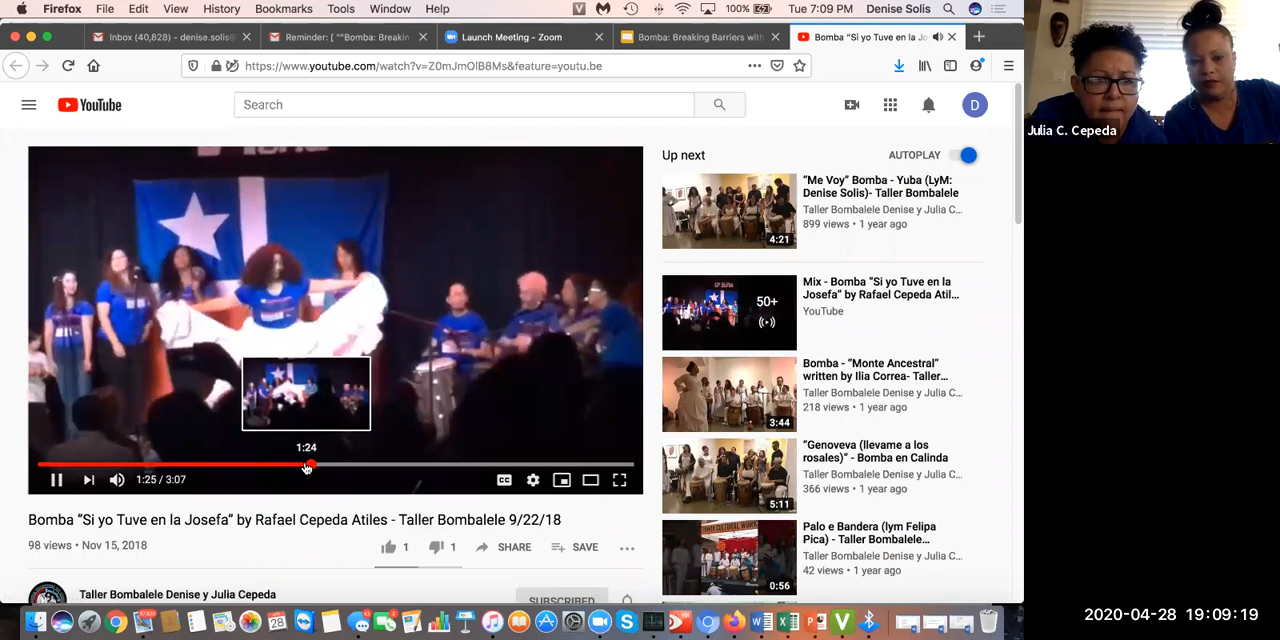 Firefox File Edit View History Bookmarks Tools Window Help 100% Tue 7:09 PM Denise Solis
Inbox (40,828) - denise.solis@
Reminder: [ ""Bomba: Breakin
Launch Meeting - Zoom
Bomba: Breaking Barriers with
Bomba "Si yo Tuve en la Jo
https://www.youtube.com/watch?v=Z0mJmOlB8Ms&feature=youtu.be
YouTube
Search
D
Julia C. Cepeda
Up next
AUTOPLAY
"Me Voy" Bomba - Yuba (LyM:
Denise Solis)- Taller Bombalele
Taller Bombalele Denise y Julia C...
899 views • 1 year ago
4:21
50+
Mix - Bomba "Si yo Tuve en la
Josefa" by Rafael Cepeda Atil...
YouTube
Bomba - "Monte Ancestral"
written by Ilia Correa- Taller...
Taller Bombalele Denise y Julia C...
218 views • 1 year ago
3:44
"Genoveva (llevame a los
rosales)" - Bomba en Calinda
Taller Bombalele Denise y Julia C...
366 views • 1 year ago
5:11
Palo e Bandera (lym Felipa
Pica) - Taller Bombalele...
Taller Bombalele Denise y Julia C...
42 views • 1 year ago
0:56
1:24
1:25 / 3:07
CC
Bomba "Si yo Tuve en la Josefa" by Rafael Cepeda Atiles - Taller Bombalele 9/22/18
98 views • Nov 15, 2018
1
1
SHARE
SAVE
Taller Bombalele Denise y Julia Cepeda
SUBSCRIBED
2020-04-28 19:09:19